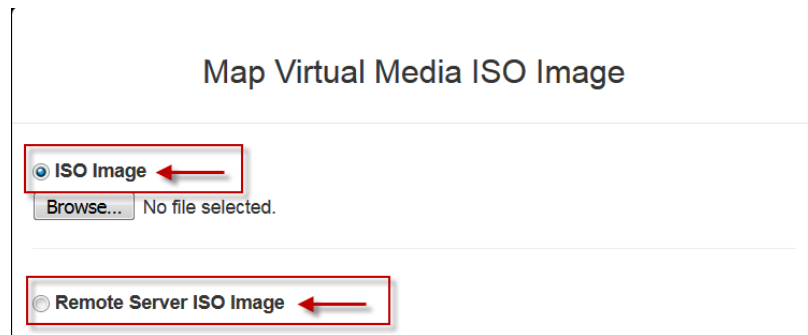 Map Virtual Media ISO Image
ISO Image
Browse... No file selected.
Remote Server ISO Image